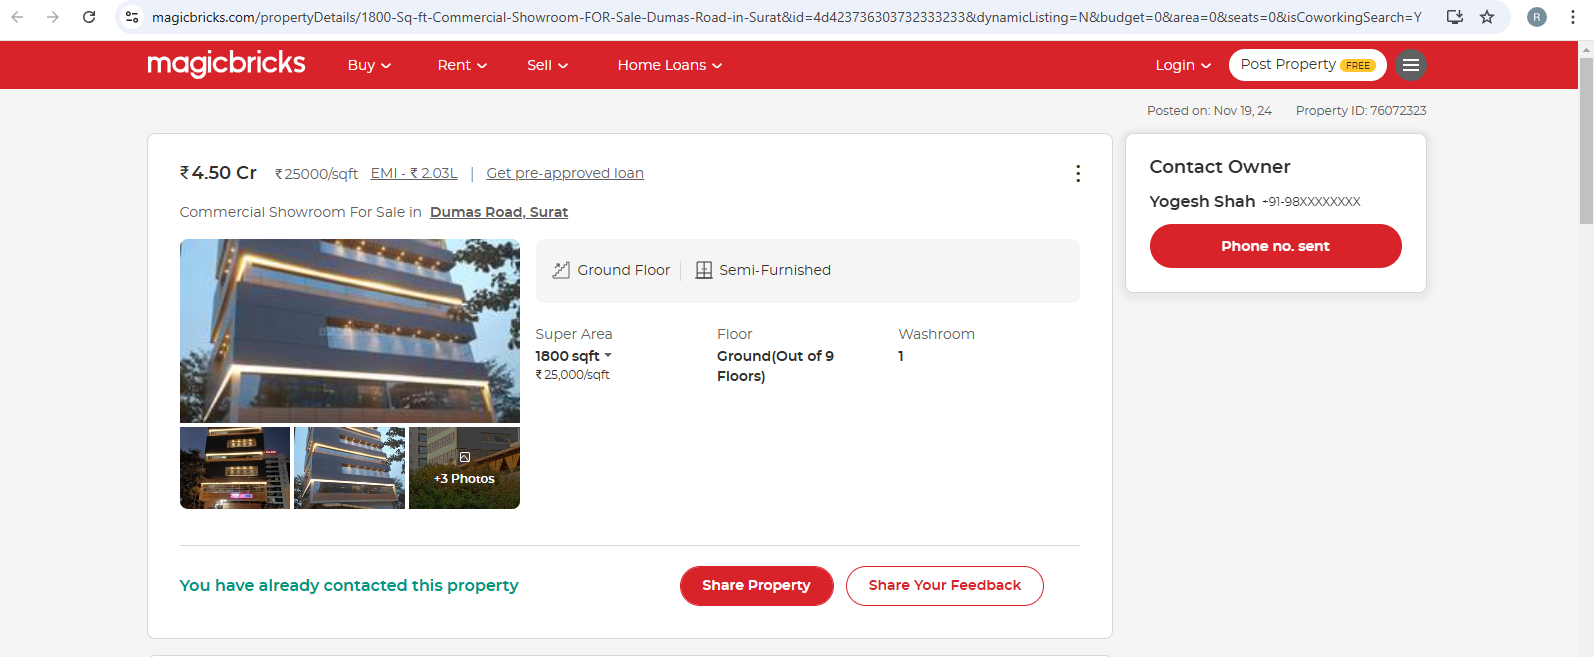 magicbricks.com/propertyDetails/1800-Sq-ft-Commercial-Showroom-FOR-Sale-Dumas-Road-in-Surat&id=4d423736303732333233&dynamicListing=N&budget=0&area=0&seats=0&isCoworkingSearch=Y
R
magicbricks Buy Rent Sell Home Loans Login Post Property FREE
Posted on: Nov 19, 24 Property ID: 76072323
₹4.50 Cr ₹25000/sqft EMI - ₹ 2.03L | Get pre-approved loan
Commercial Showroom For Sale in Dumas Road, Surat
Ground Floor Semi-Furnished
Super Area Floor Washroom
1800 sqft Ground(Out of 9 1
₹25,000/sqft Floors)
+3 Photos
You have already contacted this property Share Property Share Your Feedback
Contact Owner
Yogesh Shah +91-98XXXXXXXX
Phone no. sent